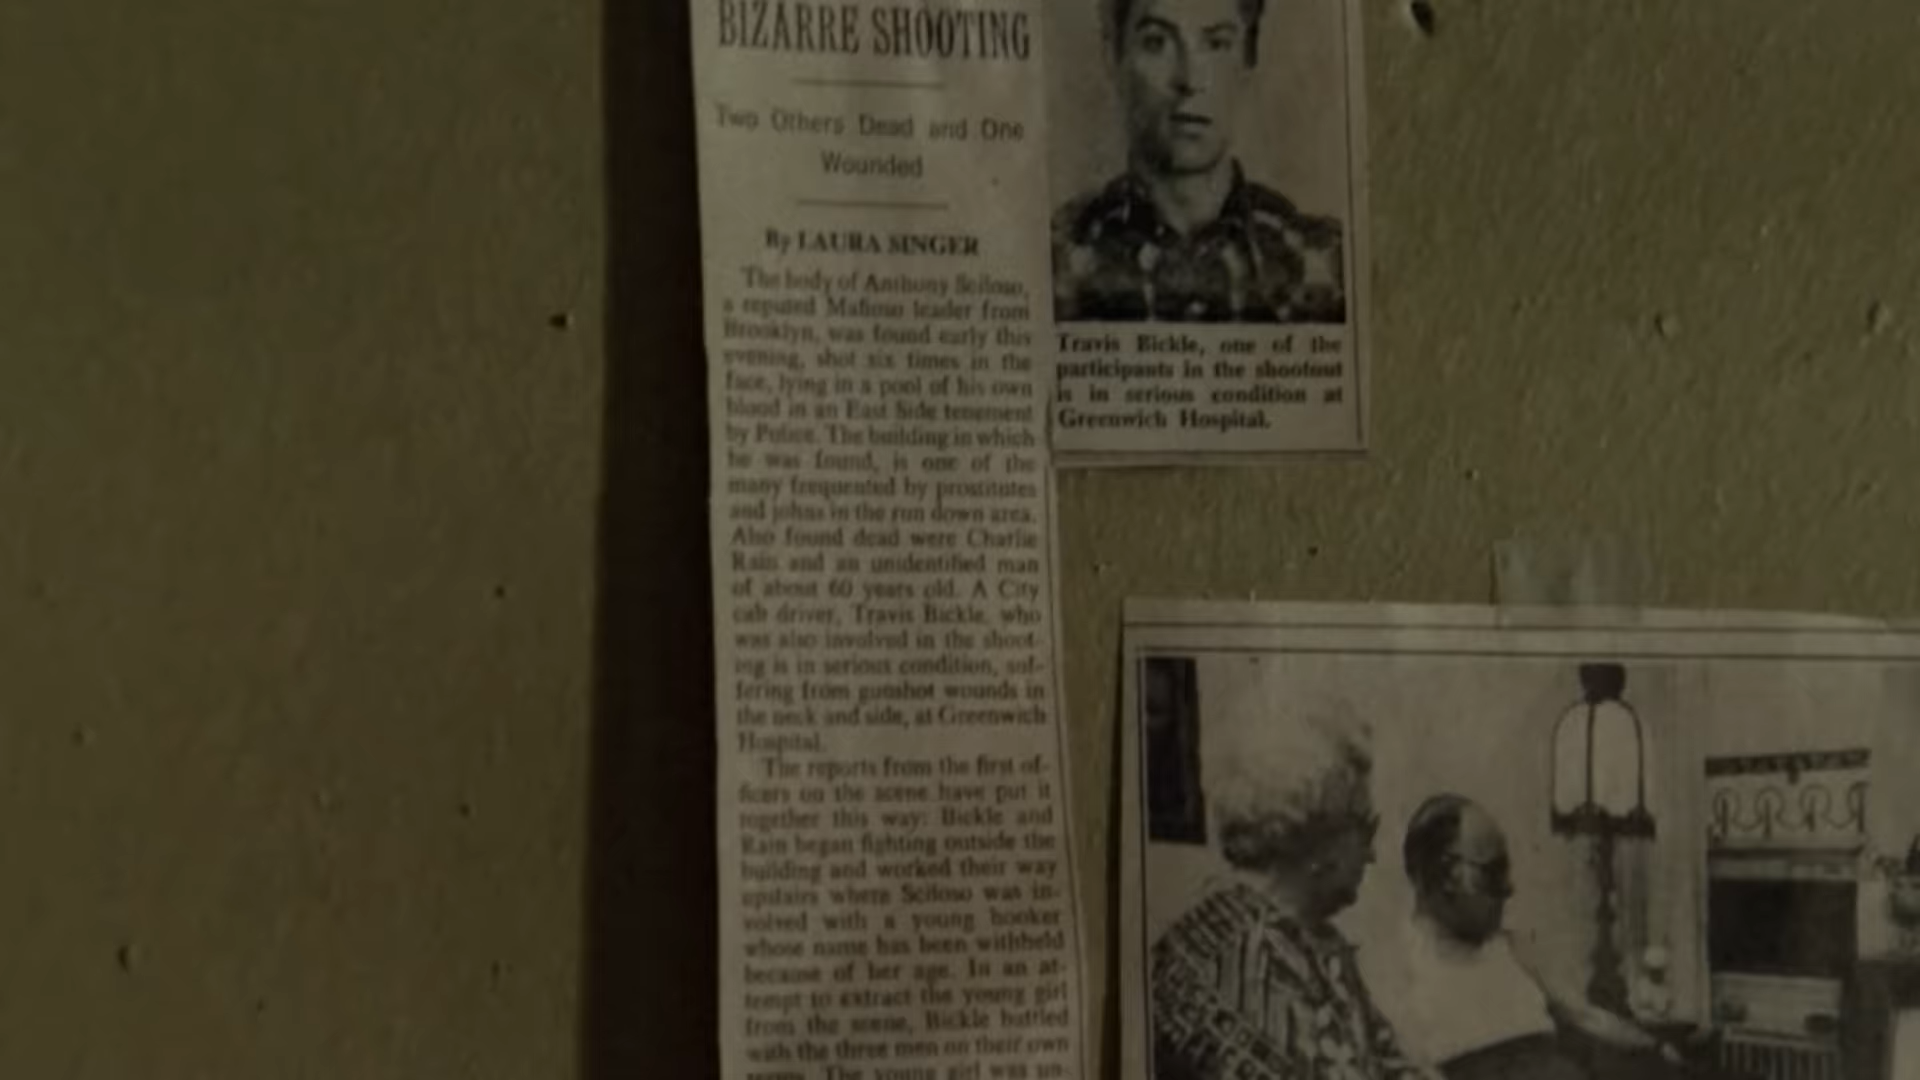 BIZARRE SHOOTING
Two Others Dead and One
Wounded
By LAURA SINGER
The body of Anthony Sciloso,
a reputed Mafioso leader from
Brooklyn, was found early this
evening, shot six times in the
face, lying in a pool of his own
blood in an East Side tenement
by Police. The building in which
he was found, is one of the
many frequented by prostitutes
and johns in the run down area.
Also found dead were Charlie
Rain and an unidentified man
of about 60 years old. A City
cab driver, Travis Bickle, who
was also involved in the shoot-
ing is in serious condition, suf-
fering from gunshot wounds in
the neck and side, at Greenwich
Hospital.
The reports from the first of-
ficers on the scene have put it
together this way: Bickle and
Rain began fighting outside the
building and worked their way
upstairs where Sciloso was in-
volved with a young hooker
whose name has been withheld
because of her age. In an at-
tempt to extract the young girl
from the scene, Bickle battled
with the three men on their own
The young girl was un-
Travis Bickle, one of the
participants in the shootout
is in serious condition at
Greenwich Hospital.